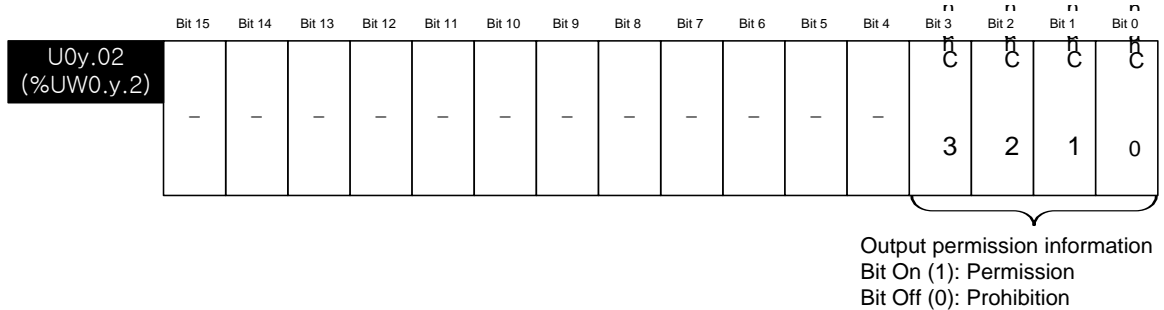 Bit 15 Bit 14 Bit 13 Bit 12 Bit 11 Bit 10 Bit 9 Bit 8 Bit 7 Bit 6 Bit 5 Bit 4 Bit 3 Bit 2 Bit 1 Bit 0
U0y.02
(%UW0.y.2)
C C C C
– – – – – – – – – – – –
3 2 1 0
Output permission information
Bit On (1): Permission
Bit Off (0): Prohibition